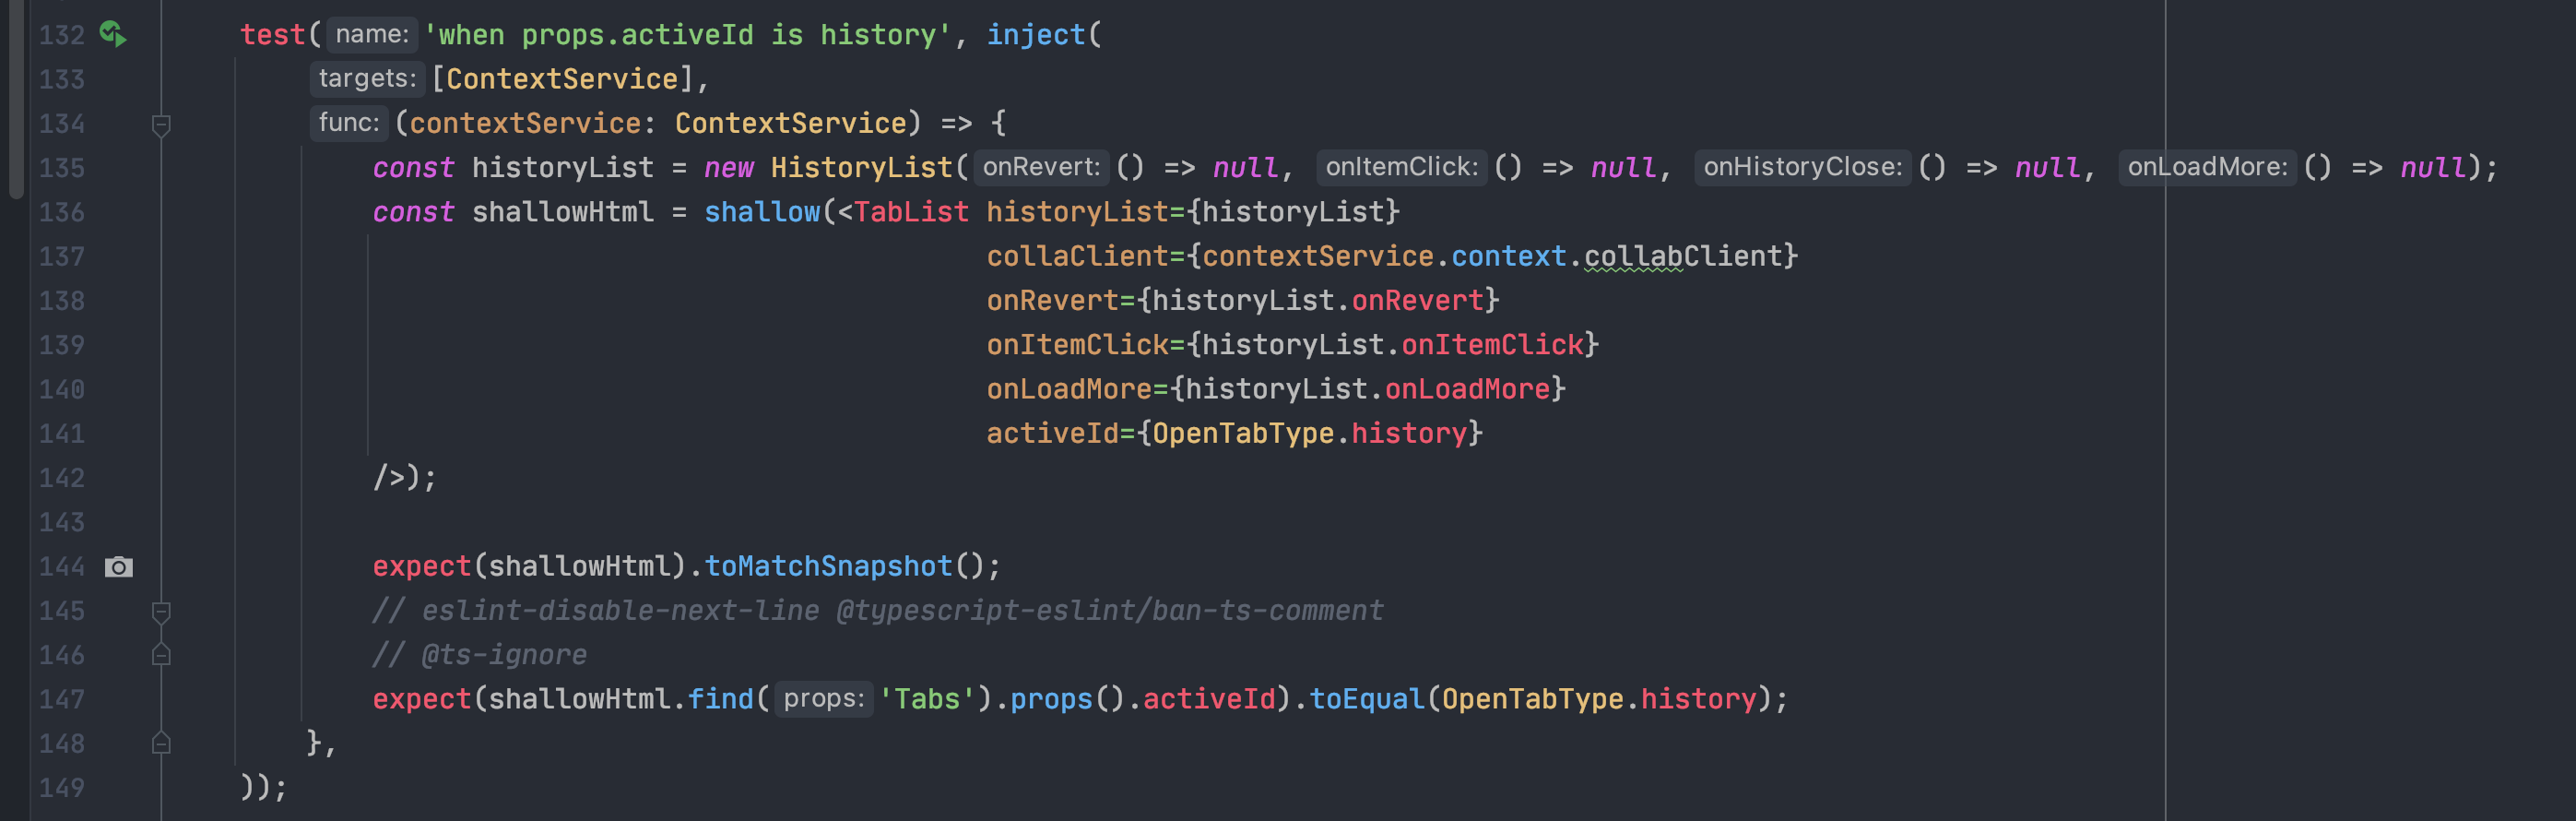 132 test( name: 'when props.activeId is history', inject(
133 targets: [ContextService],
134 func: (contextService: ContextService) => {
135 const historyList = new HistoryList( onRevert: () => null, onItemClick: () => null, onHistoryClose: () => null, onLoadMore: () => null);
136 const shallowHtml = shallow(<TabList historyList={historyList}
137 collaClient={contextService.context.collabClient}
138 onRevert={historyList.onRevert}
139 onItemClick={historyList.onItemClick}
140 onLoadMore={historyList.onLoadMore}
141 activeId={OpenTabType.history}
142 />);
143
144 expect(shallowHtml).toMatchSnapshot();
145 // eslint-disable-next-line @typescript-eslint/ban-ts-comment
146 // @ts-ignore
147 expect(shallowHtml.find( props: 'Tabs').props().activeId).toEqual(OpenTabType.history);
148 },
149 ));